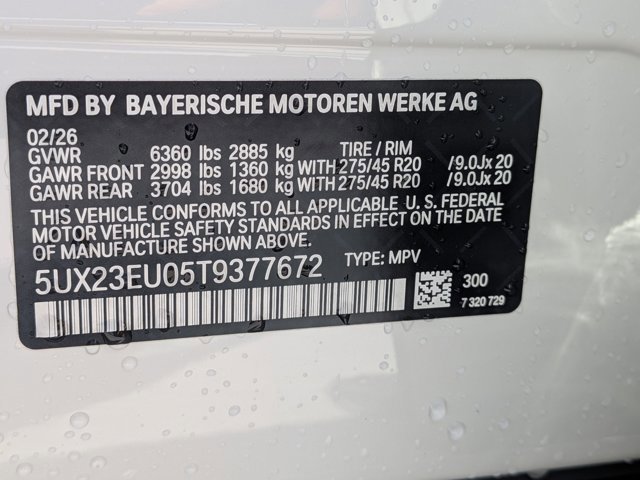 MFD BY BAYERISCHE MOTOREN WERKE AG
02/26
GVWR 6360 lbs 2885 kg TIRE / RIM
GAWR FRONT 2998 lbs 1360 kg WITH 275/45 R20 /9.0Jx20
GAWR REAR 3704 lbs 1680 kg WITH 275/45 R20 /9.0Jx20
THIS VEHICLE CONFORMS TO ALL APPLICABLE U. S. FEDERAL
MOTOR VEHICLE SAFETY STANDARDS IN EFFECT ON THE DATE
OF MANUFACTURE SHOWN ABOVE.
5UX23EU05T9377672 TYPE: MPV
300
7 320 729